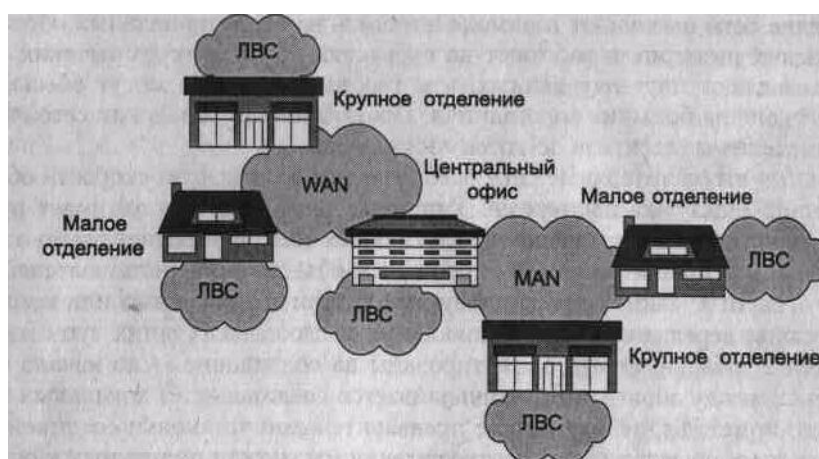 ЛВС
Крупное отделение
WAN
Центральный
офис
Малое отделение
Малое
отделение
MAN
ЛВС
ЛВС
ЛВС
Крупное отделение
ЛВС